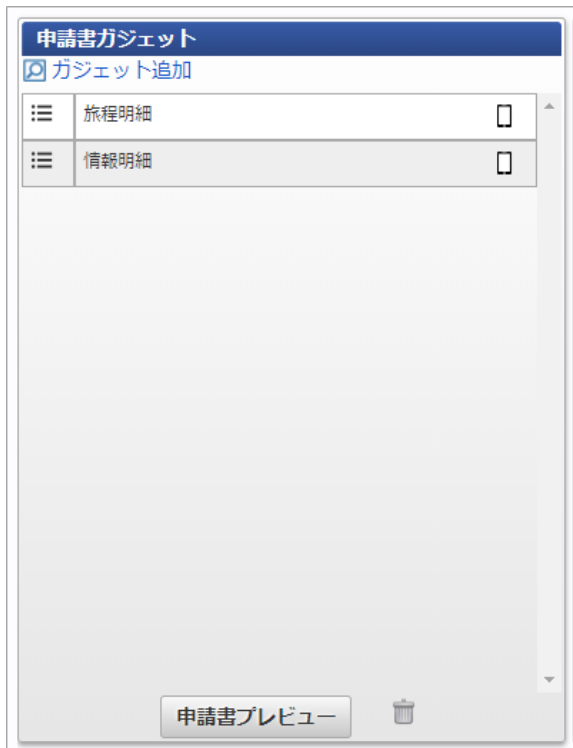 申請書ガジェット
ガジェット追加
旅程明細
情報明細
申請書プレビュー